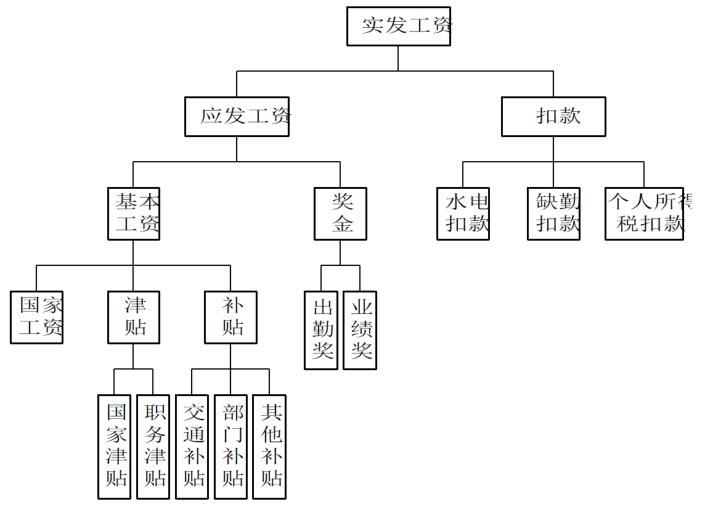 实发工资
应发工资
扣款
基本
工资
奖
金
水电
扣款
缺勤
扣款
个人所得
税扣款
国家
工资
津
贴
补
贴
出
勤
奖
业
绩
奖
国
家
津
贴
职
务
津
贴
交
通
补
贴
部
门
补
贴
其
他
补
贴